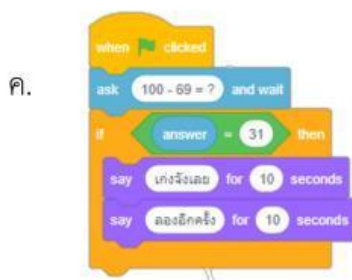 when clicked
ค. ask 100 - 69 = ? and wait
if answer = 31 then
say เก่งจังเลย for 10 seconds
say ลองอีกครั้ง for 10 seconds